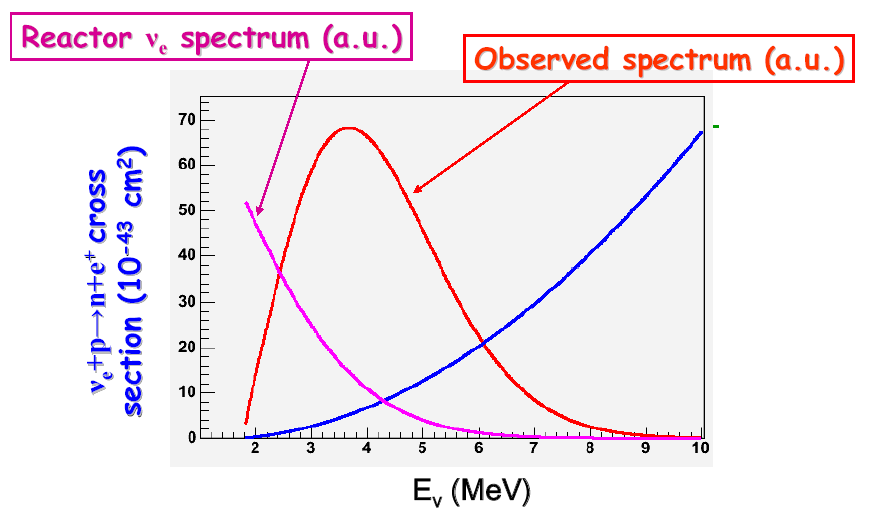 Reactor νe spectrum (a.u.)
Observed spectrum (a.u.)
νe+p→n+e+ cross
section (10-43 cm2)
70
60
50
40
30
20
10
0
2 3 4 5 6 7 8 9 10
Eν (MeV)